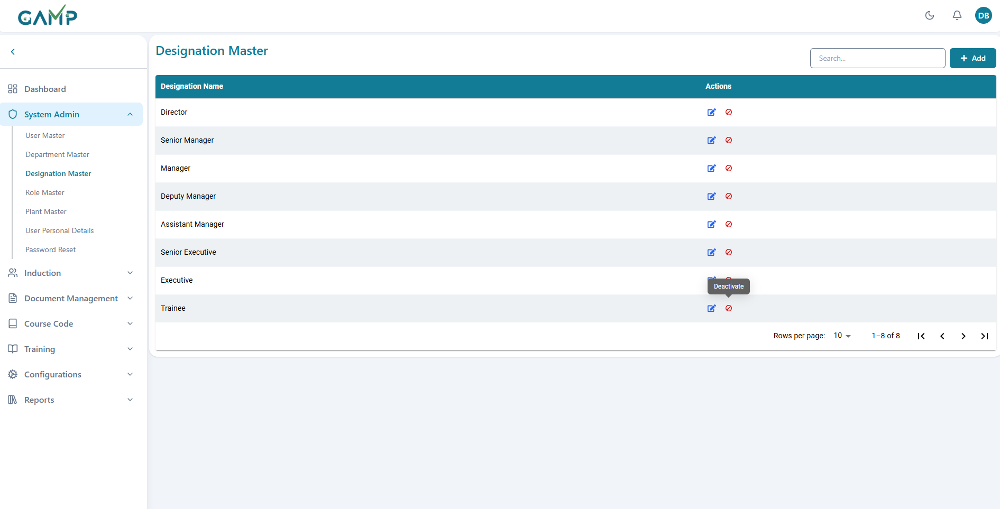 GAMP
DB
Designation Master
Search...
Add
Dashboard
System Admin
User Master
Department Master
Designation Master
Role Master
Plant Master
User Personal Details
Password Reset
Induction
Document Management
Course Code
Training
Configurations
Reports
Designation Name Actions
Director
Senior Manager
Manager
Deputy Manager
Assistant Manager
Senior Executive
Executive
Deactivate
Trainee
Rows per page: 10 1–8 of 8